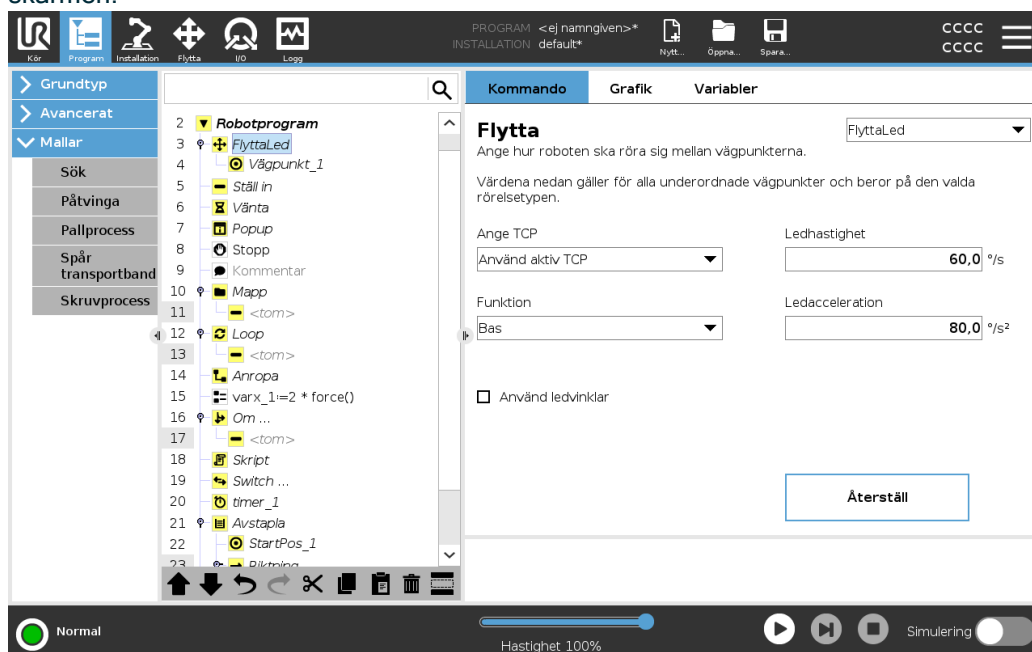 Kör
Program
Installation
Flytta
I/O
Logg
PROGRAM <ej namngiven>*
INSTALLATION default*
Nytt...
Öppna...
Spara...
CCCC
CCCC
Grundtyp
Avancerat
Mallar
Sök
Påtvinga
Pallprocess
Spår
transportband
Skruvprocess
2 Robotprogram
3 FlyttaLed
4 Vägpunkt_1
5 Ställ in
6 Vänta
7 Popup
8 Stopp
9 Kommentar
10 Mapp
11 <tom>
12 Loop
13 <tom>
14 Anropa
15 varx_1:=2 * force()
16 Om ...
17 <tom>
18 Skript
19 Switch ...
20 timer_1
21 Avstapla
22 StartPos_1
23 Riktning
Kommando
Grafik
Variabler
Flytta
FlyttaLed
Ange hur roboten ska röra sig mellan vägpunkterna.
Värdena nedan gäller för alla underordnade vägpunkter och beror på den valda
rörelsetypen.
Ange TCP
Ledhastighet
Använd aktiv TCP
60,0 °/s
Funktion
Ledacceleration
Bas
80,0 °/s²
Använd ledvinklar
Återställ
Normal
Hastighet 100%
Simulering